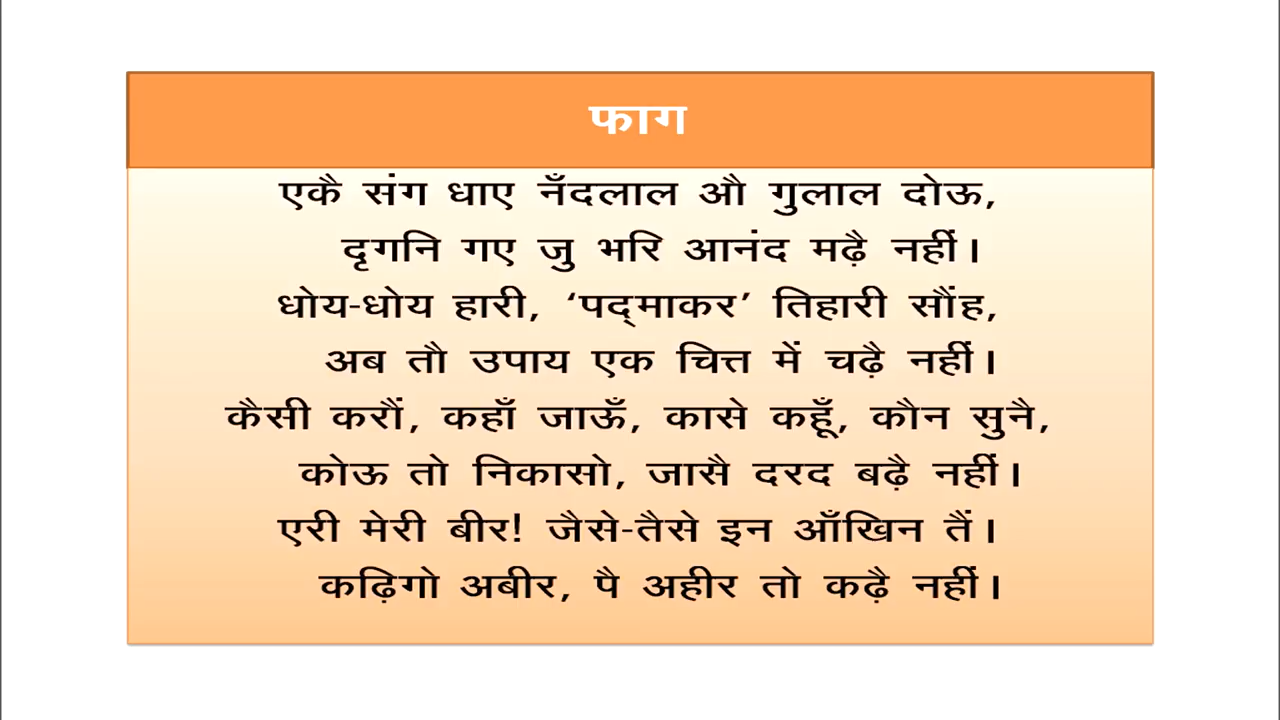 फाग
एकै संग धाए नँदलाल औ गुलाल दोऊ,
दृगनि गए जु भरि आनंद मढ़ै नहीं।
धोय-धोय हारी, ‘पद्‌माकर’ तिहारी सौंह,
अब तौ उपाय एक चित्त में चढ़ै नहीं।
कैसी करौं, कहाँ जाऊँ, कासे कहूँ, कौन सुनै,
कोऊ तो निकासो, जासै दरद बढ़ै नहीं।
एरी मेरी बीर! जैसे-तैसे इन आँखिन तैं।
कढ़िगो अबीर, पै अहीर तो कढ़ै नहीं।